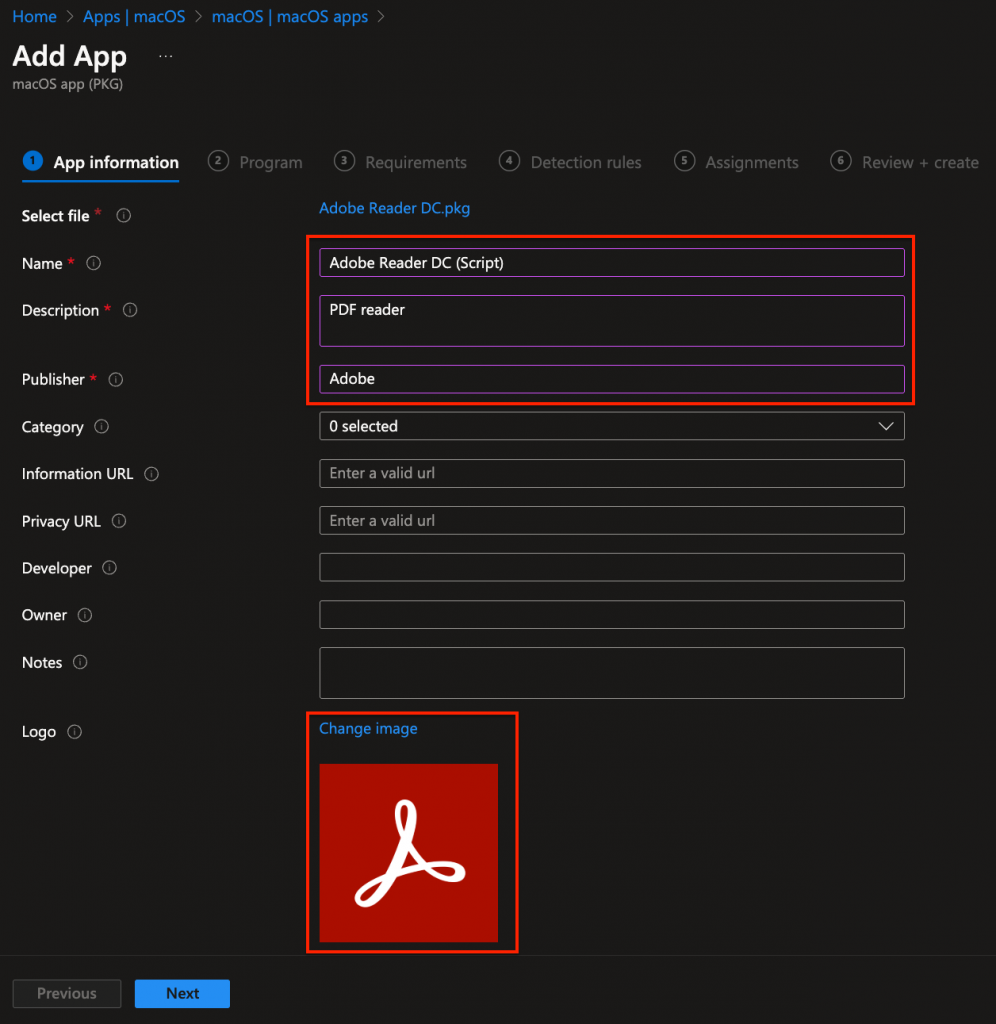 Home > Apps | macOS > macOS | macOS apps >
Add App ...
macOS app (PKG)
1 App information 2 Program 3 Requirements 4 Detection rules 5 Assignments 6 Review + create
Select file * Adobe Reader DC.pkg
Name * Adobe Reader DC (Script)
Description * PDF reader
Publisher * Adobe
Category 0 selected
Information URL Enter a valid url
Privacy URL Enter a valid url
Developer
Owner
Notes
Logo Change image
Previous Next